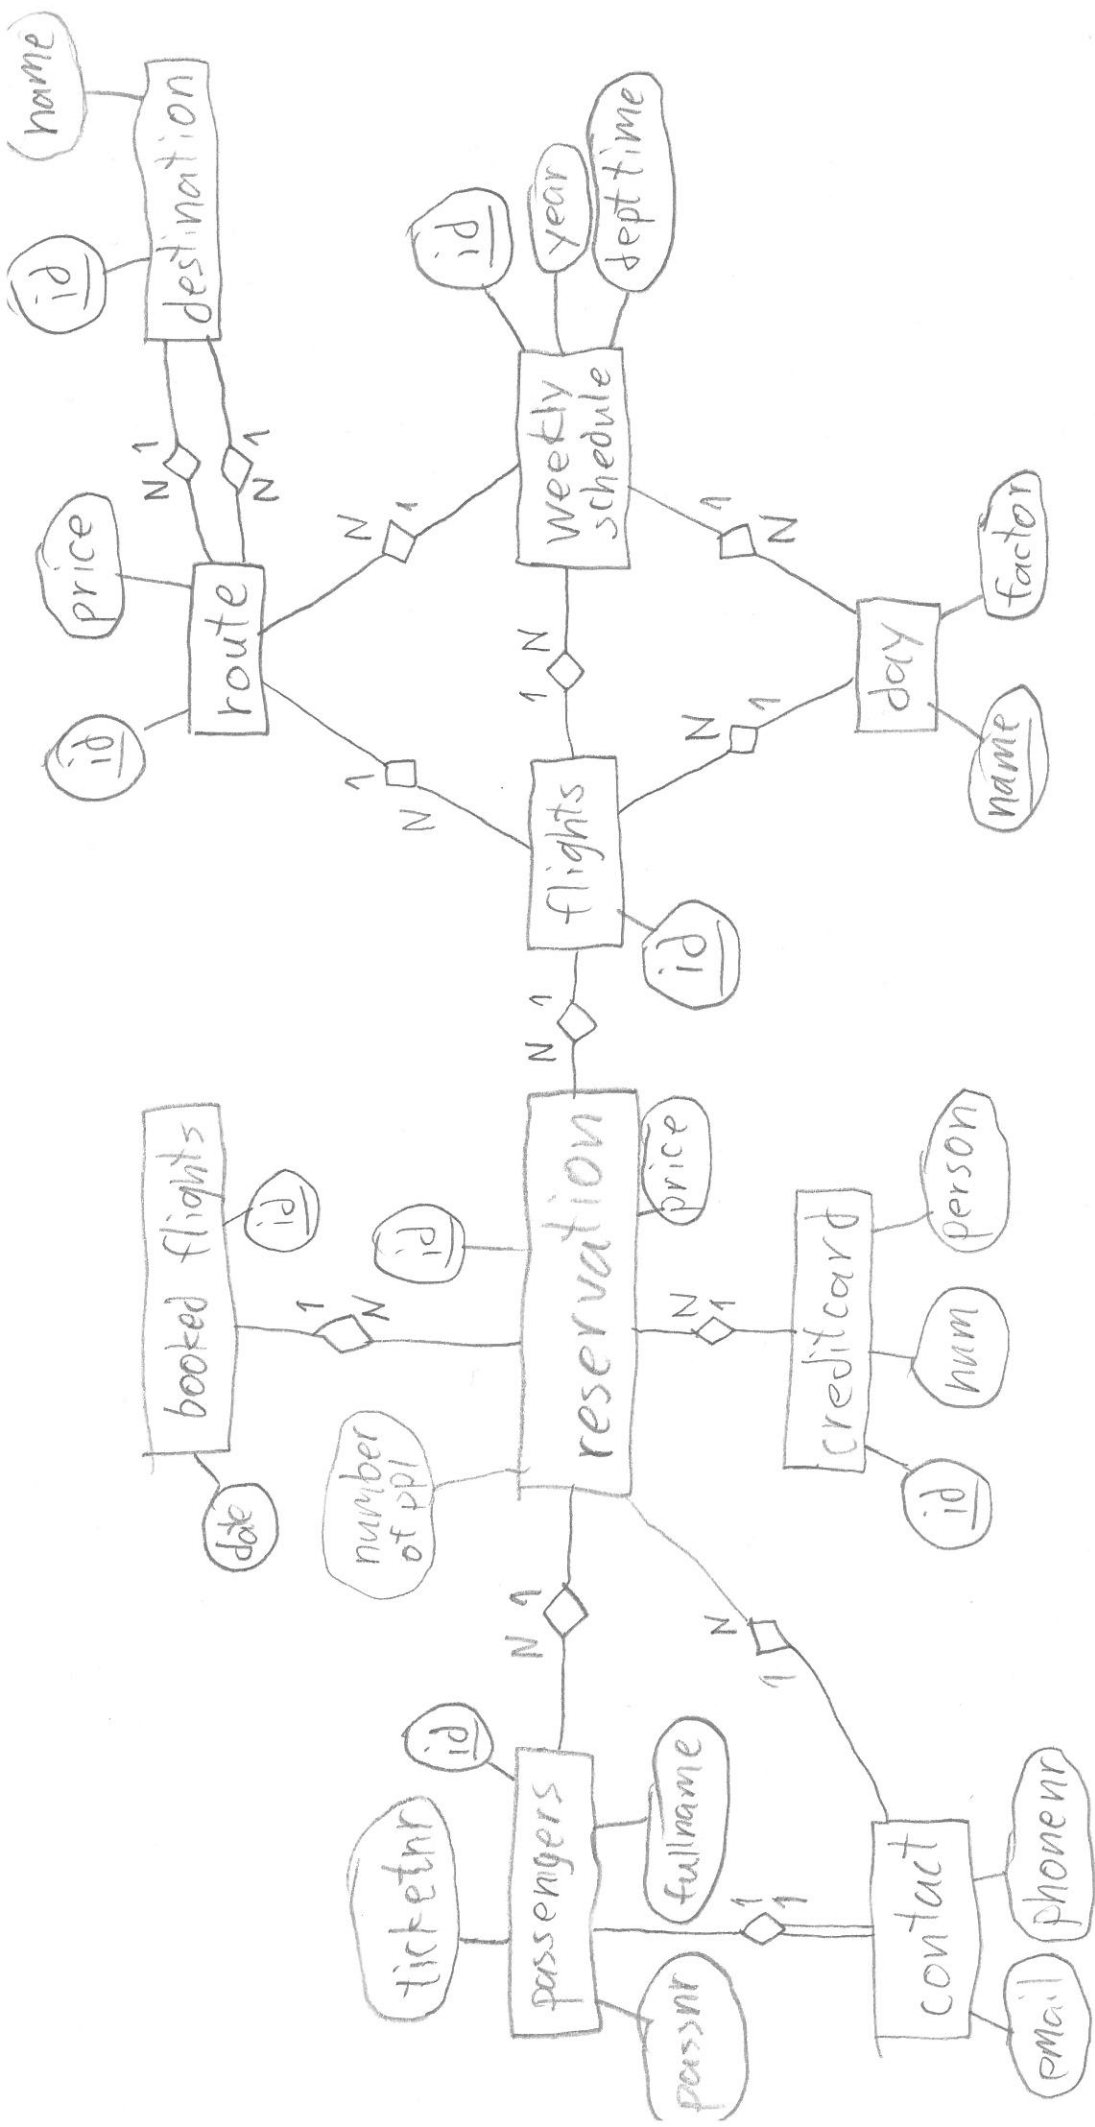 name
id
destination
N 1
N 1
price
id
route
N
1
1
N
id
year
dept time
weekly
schedule
1 N
1
N
flights
id
N
1
day
name
factor
N 1
booked flights
date
id
1
N
number
of ppl
id
reservation
price
N
1
creditcard
id
num
person
N 1
ticketnr
id
passengers
passnr
fullname
1
1
N
1
contact
email
phonenr